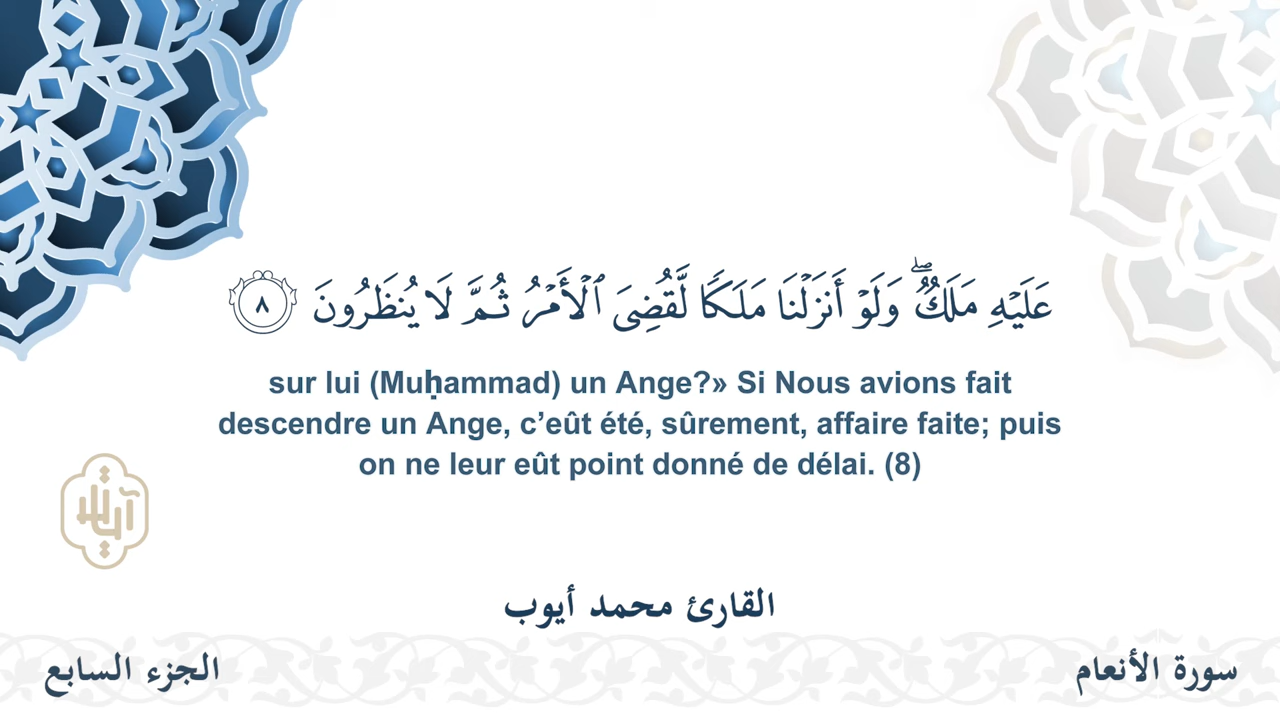 عَلَيْهِ مَلَكٌۖ وَلَوْ أَنزَلْنَا مَلَكًا لَّقُضِىَ ٱلْأَمْرُ ثُمَّ لَا يُنظَرُونَ ٨
sur lui (Muḥammad) un Ange?» Si Nous avions fait
descendre un Ange, c’eût été, sûrement, affaire faite; puis
on ne leur eût point donné de délai. (8)
القارئ محمد أيوب
سورة الأنعام
الجزء السابع